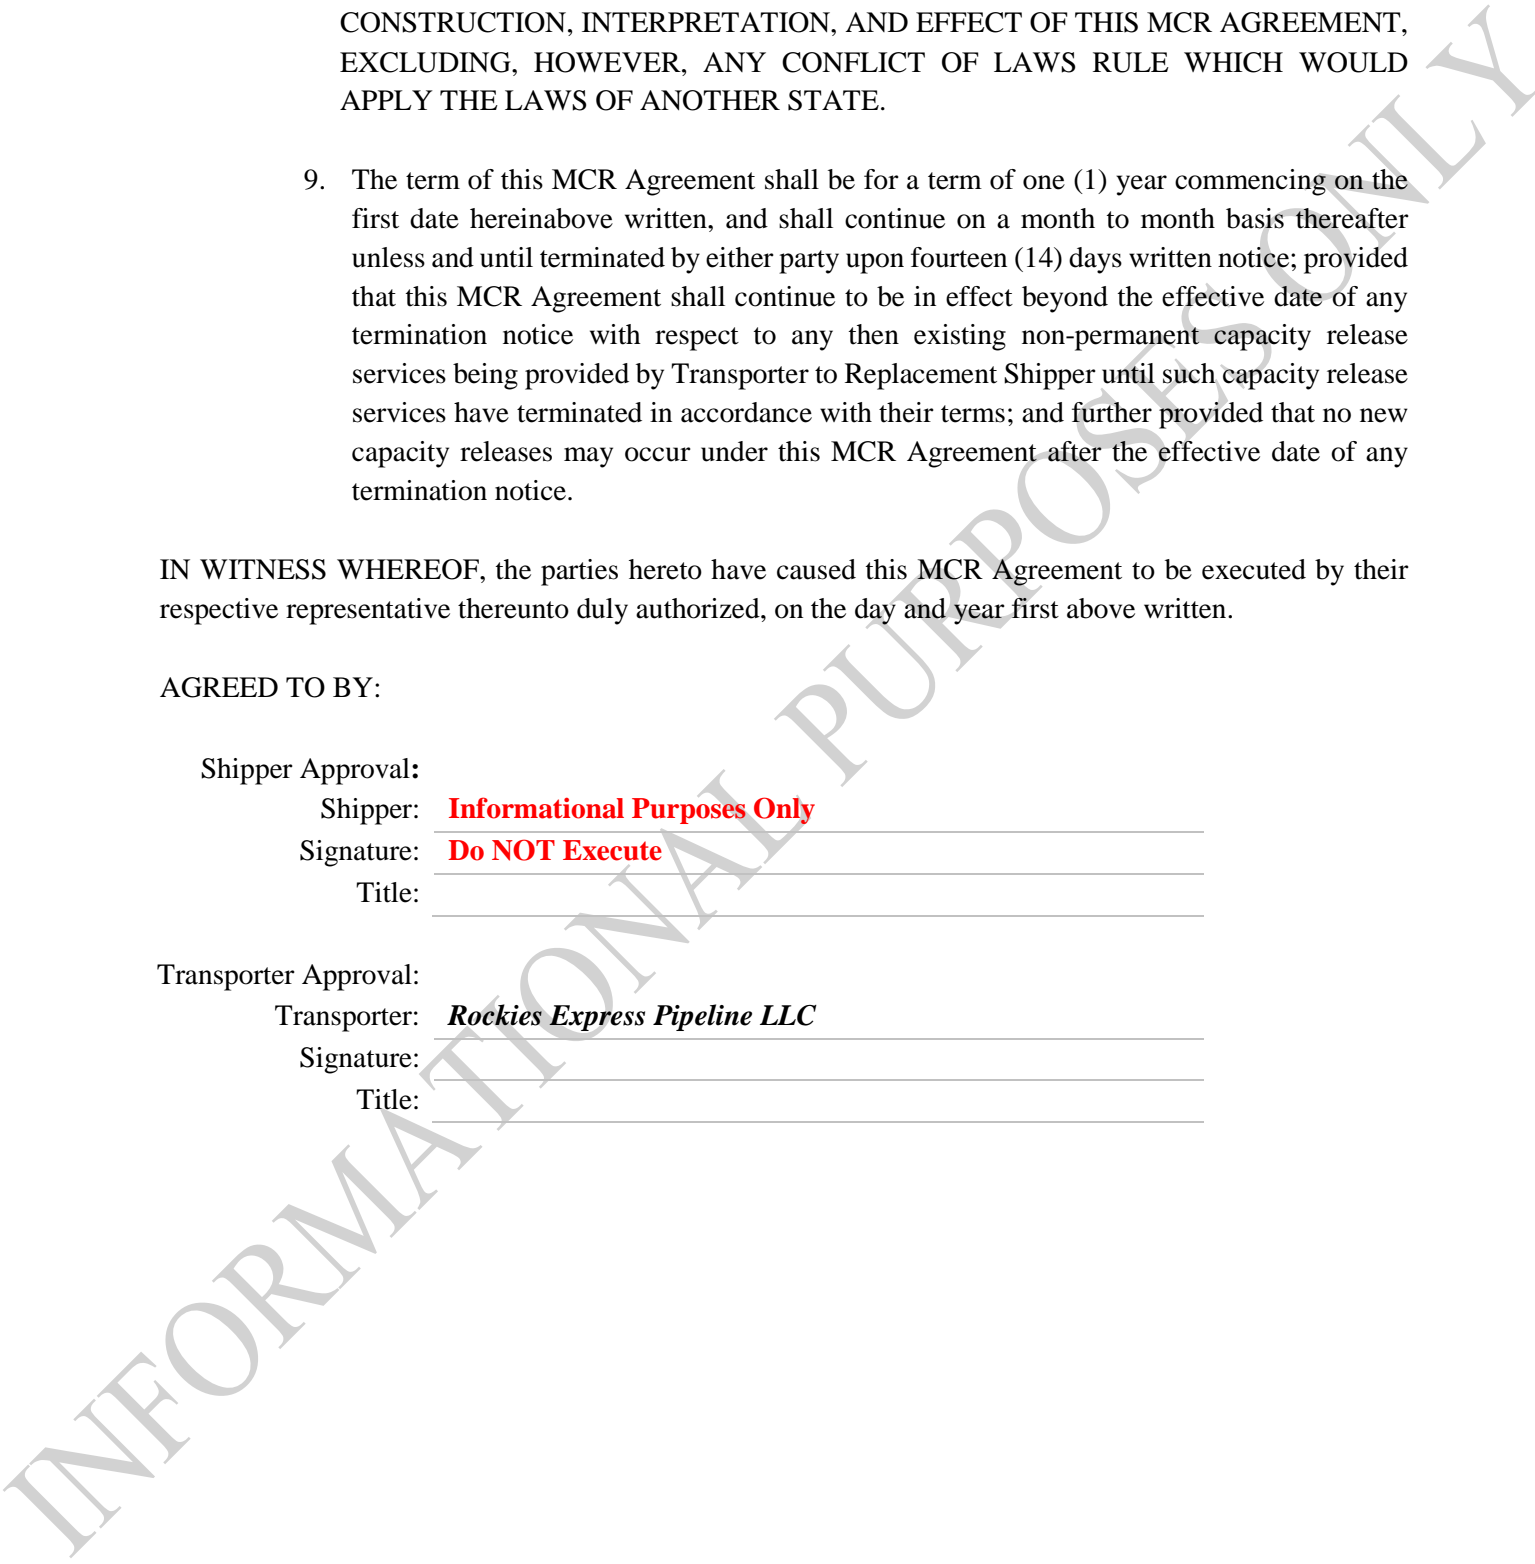 CONSTRUCTION, INTERPRETATION, AND EFFECT OF THIS MCR AGREEMENT,
EXCLUDING, HOWEVER, ANY CONFLICT OF LAWS RULE WHICH WOULD
APPLY THE LAWS OF ANOTHER STATE.
9. The term of this MCR Agreement shall be for a term of one (1) year commencing on the
first date hereinabove written, and shall continue on a month to month basis thereafter
unless and until terminated by either party upon fourteen (14) days written notice; provided
that this MCR Agreement shall continue to be in effect beyond the effective date of any
termination notice with respect to any then existing non-permanent capacity release
services being provided by Transporter to Replacement Shipper until such capacity release
services have terminated in accordance with their terms; and further provided that no new
capacity releases may occur under this MCR Agreement after the effective date of any
termination notice.
IN WITNESS WHEREOF, the parties hereto have caused this MCR Agreement to be executed by their
respective representative thereunto duly authorized, on the day and year first above written.
AGREED TO BY:
Shipper Approval:
Shipper: Informational Purposes Only
Signature: Do NOT Execute
Title:
Transporter Approval:
Transporter: Rockies Express Pipeline LLC
Signature:
Title:
INFORMATIONAL PURPOSES ONLY